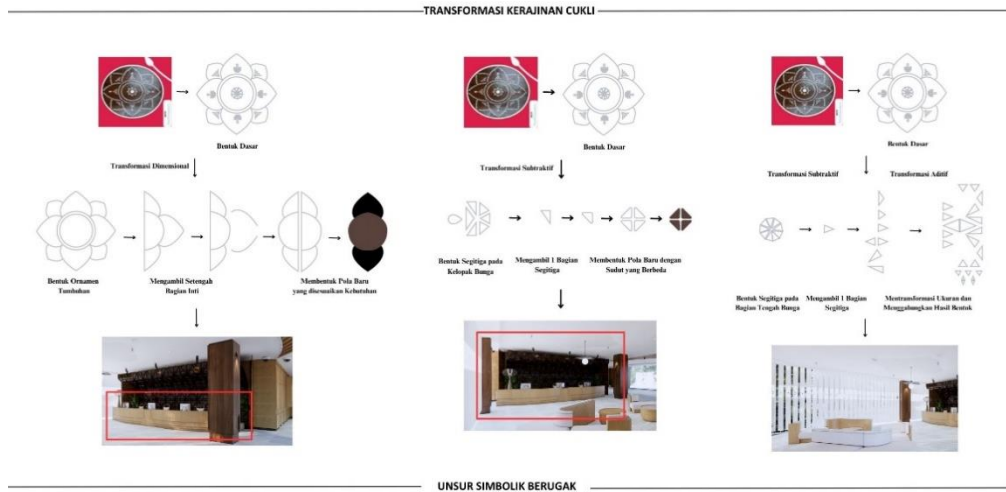 TRANSFORMASI KERAJINAN CUKLI
Bentuk Dasar
Transformasi Dimensional
Bentuk Ornamen
Tumbuhan
Mengambil Setengah
Bagian Inti
Membentuk Pola Baru
yang disesuaikan Kebutuhan
Bentuk Dasar
Transformasi Subtraktif
Bentuk Segitiga pada
Kelopak Bunga
Mengambil 1 Bagian
Segitiga
Membentuk Pola Baru dengan
Sudut yang Berbeda
Bentuk Dasar
Transformasi Subtraktif
Transformasi Aditif
Bentuk Segitiga pada
Bagian Tengah Bunga
Mengambil 1 Bagian
Segitiga
Mentransformasi Ukuran dan
Menggabungkan Hasil Bentuk
UNSUR SIMBOLIK BERUGAK